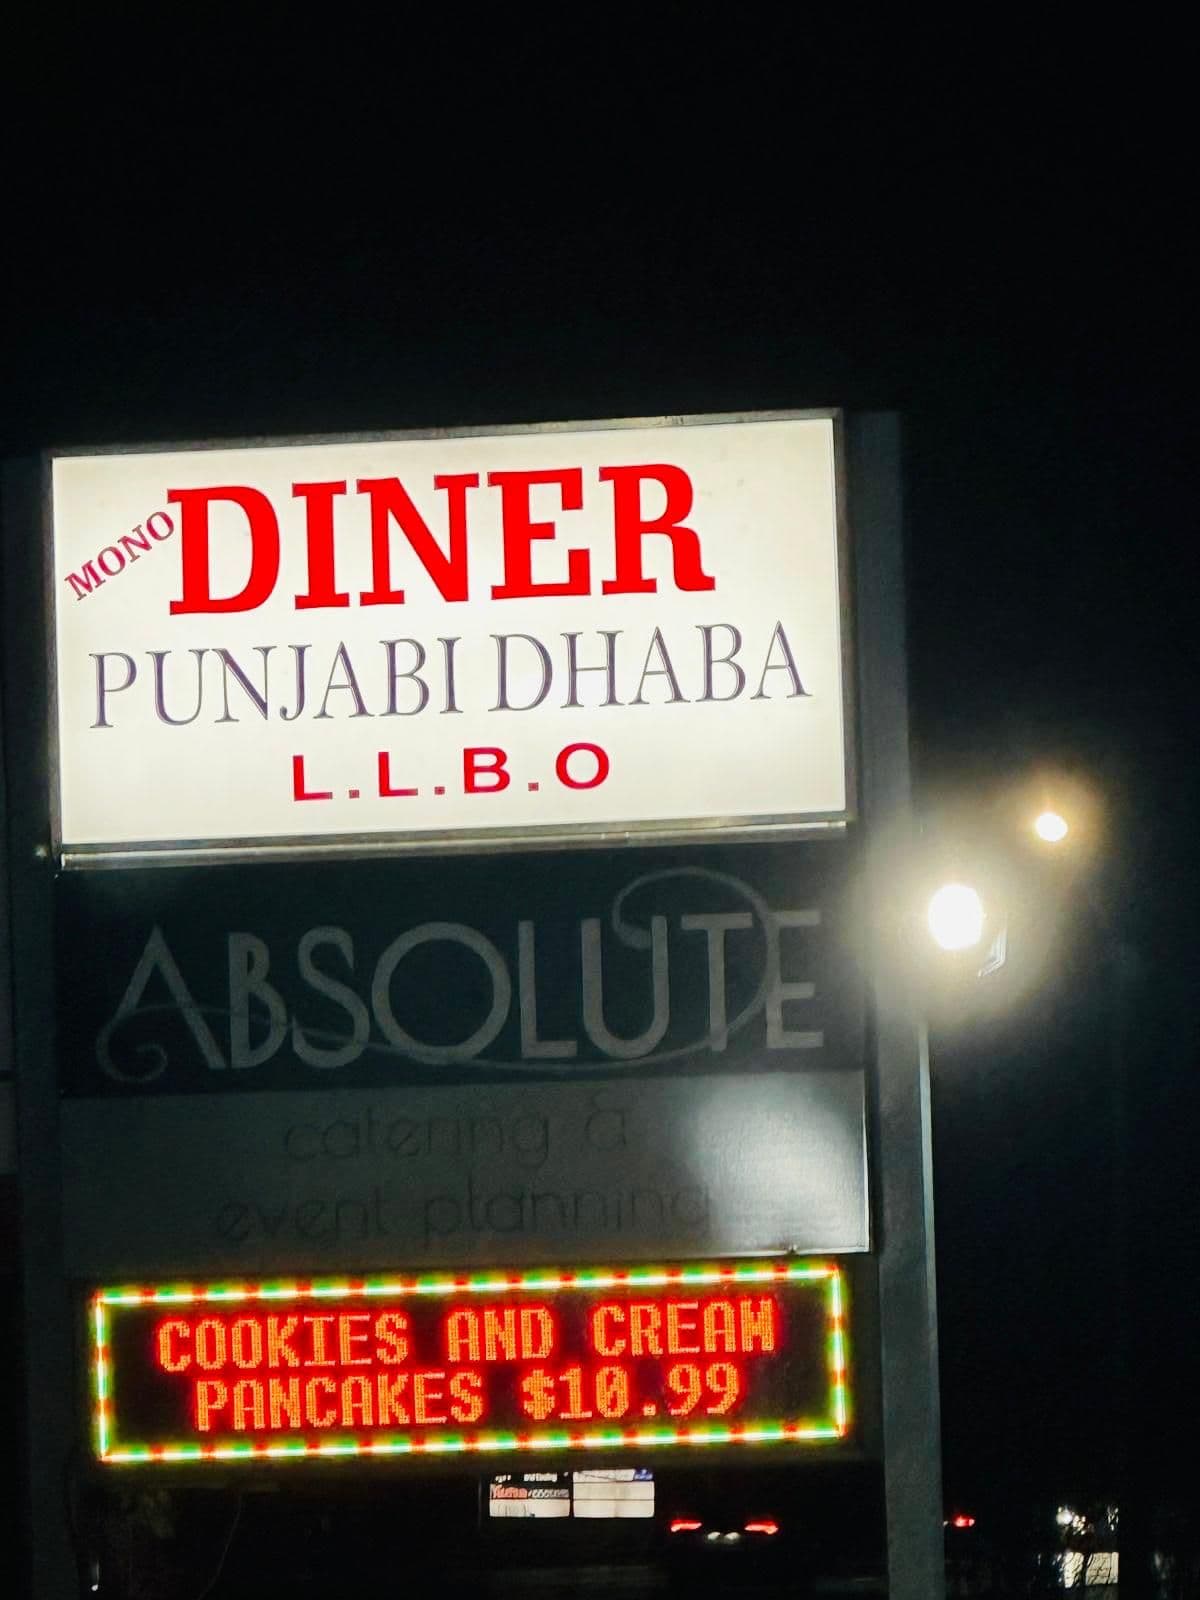 MONO DINER
PUNJABI DHABA
L.L.B.O
ABSOLUTE
catering &
event planning
COOKIES AND CREAM
PANCAKES $10.99